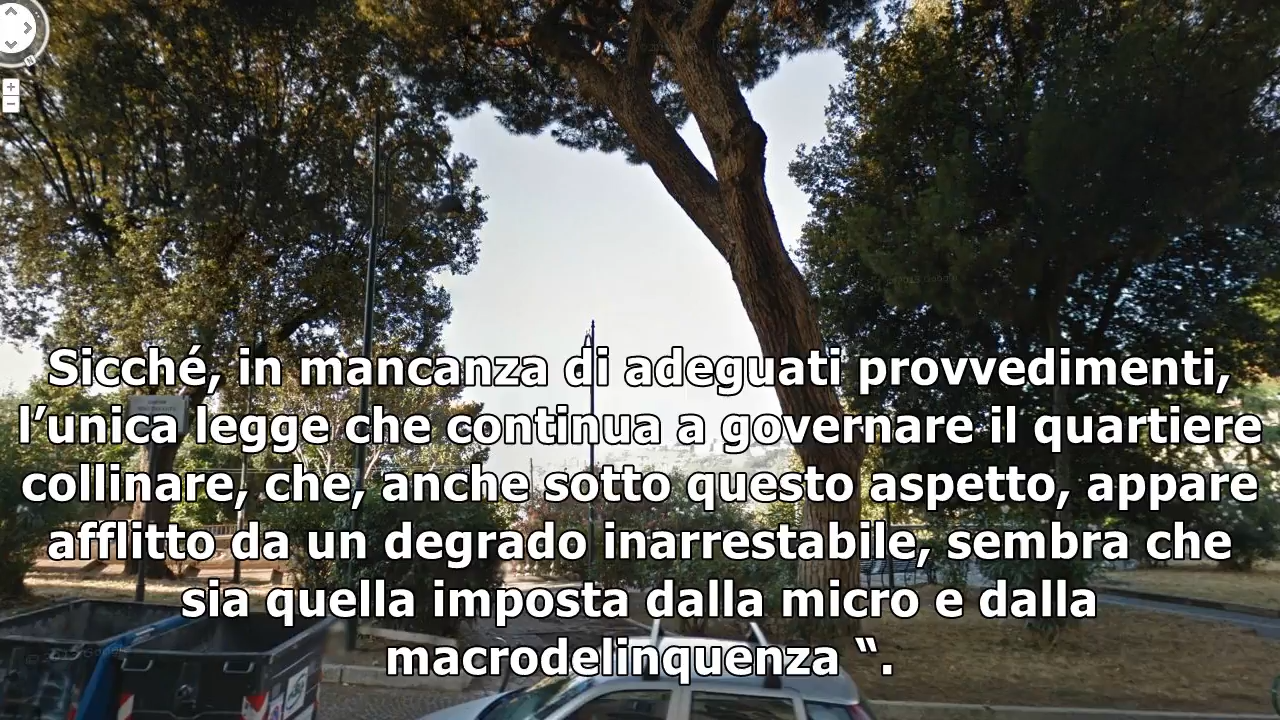 Sicché, in mancanza di adeguati provvedimenti,
l’unica legge che continua a governare il quartiere
collinare, che, anche sotto questo aspetto, appare
afflitto da un degrado inarrestabile, sembra che
sia quella imposta dalla micro e dalla
macrodelinquenza “.